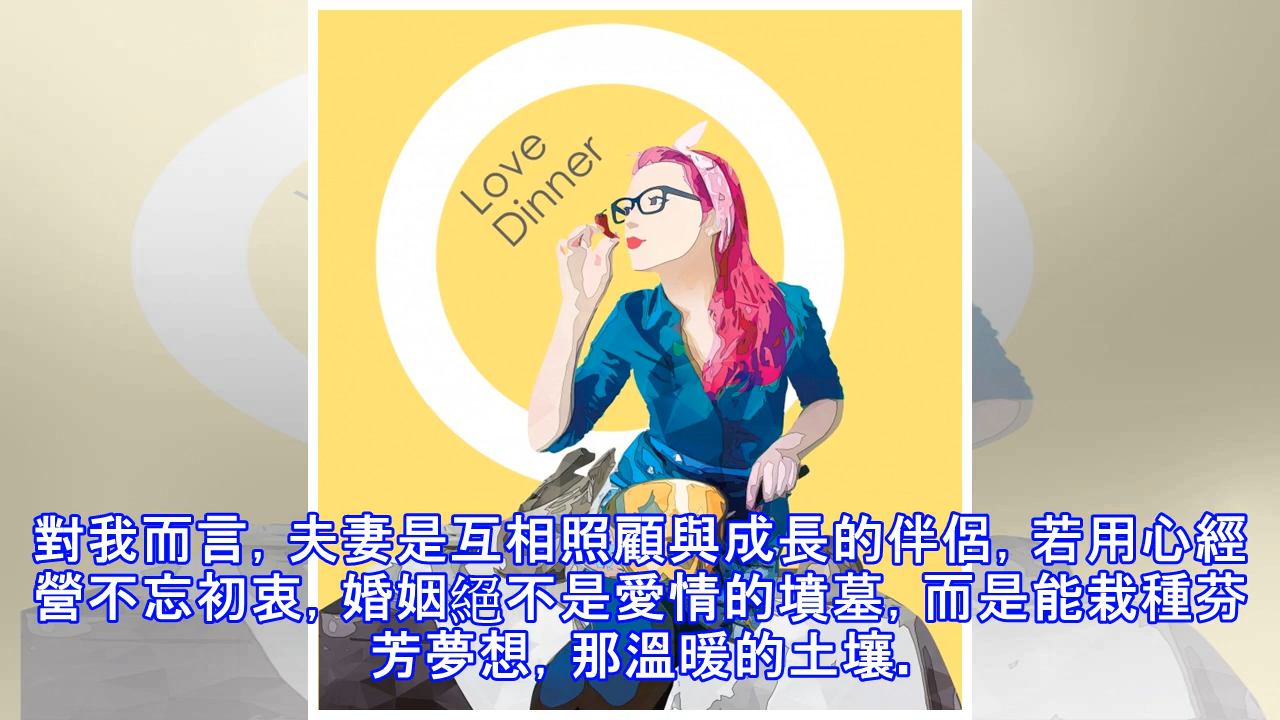 Love
Dinner
對我而言, 夫妻是互相照顧與成長的伴侶, 若用心經
營不忘初衷, 婚姻絕不是愛情的墳墓, 而是能栽種芬
芳夢想, 那溫暖的土壤.